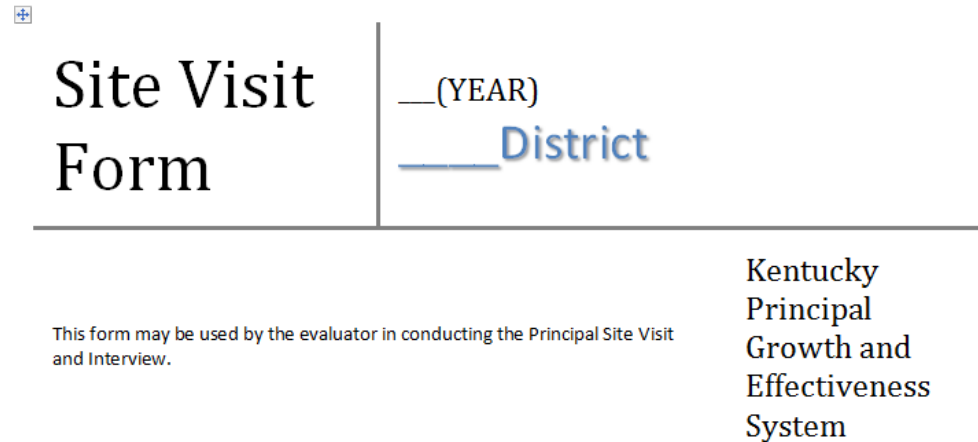 Site Visit
Form
___(YEAR)
____District
This form may be used by the evaluator in conducting the Principal Site Visit
and Interview.
Kentucky
Principal
Growth and
Effectiveness
System